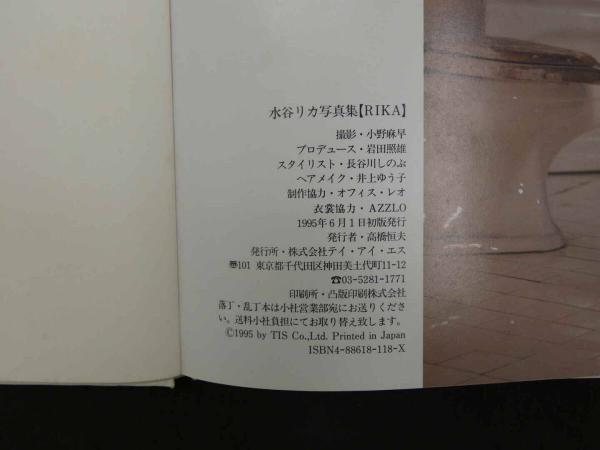 水谷リカ写真集【RIKA】
撮影・小野麻早
プロデュース・岩田照雄
スタイリスト・長谷川しのぶ
ヘアメイク・井上ゆう子
制作協力・オフィス・レオ
衣裳協力・AZZLO
1995年6月1日初版発行
発行者・高橋恒夫
発行所・株式会社テイ・アイ・エス
〠101 東京都千代田区神田美土代町11-12
☎03-5281-1771
印刷所・凸版印刷株式会社
落丁・乱丁本は小社営業部宛にお送りくださ
い。送料小社負担にてお取り替え致します。
©1995 by TIS Co.,Ltd. Printed in Japan
ISBN4-88618-118-X